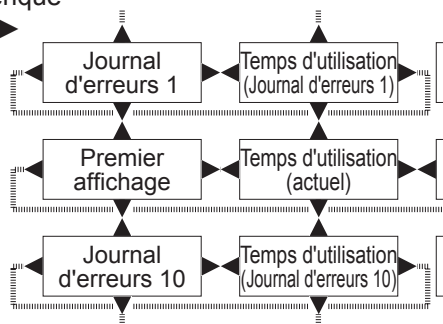 Journal
d'erreurs 1
Temps d'utilisation
(Journal d'erreurs 1)
Premier
affichage
Temps d'utilisation
(actuel)
Journal
d'erreurs 10
Temps d'utilisation
(Journal d'erreurs 10)